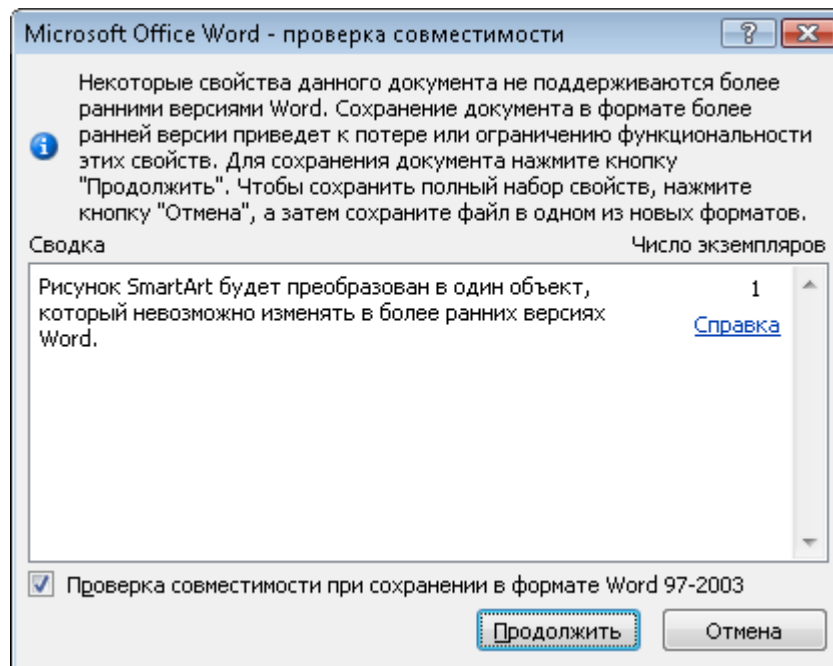 Microsoft Office Word - проверка совместимости
Некоторые свойства данного документа не поддерживаются более
ранними версиями Word. Сохранение документа в формате более
ранней версии приведет к потере или ограничению функциональности
этих свойств. Для сохранения документа нажмите кнопку
"Продолжить". Чтобы сохранить полный набор свойств, нажмите
кнопку "Отмена", а затем сохраните файл в одном из новых форматов.
Сводка Число экземпляров
Рисунок SmartArt будет преобразован в один объект, 1
который невозможно изменять в более ранних версиях Справка
Word.
Проверка совместимости при сохранении в формате Word 97-2003
Продолжить Отмена